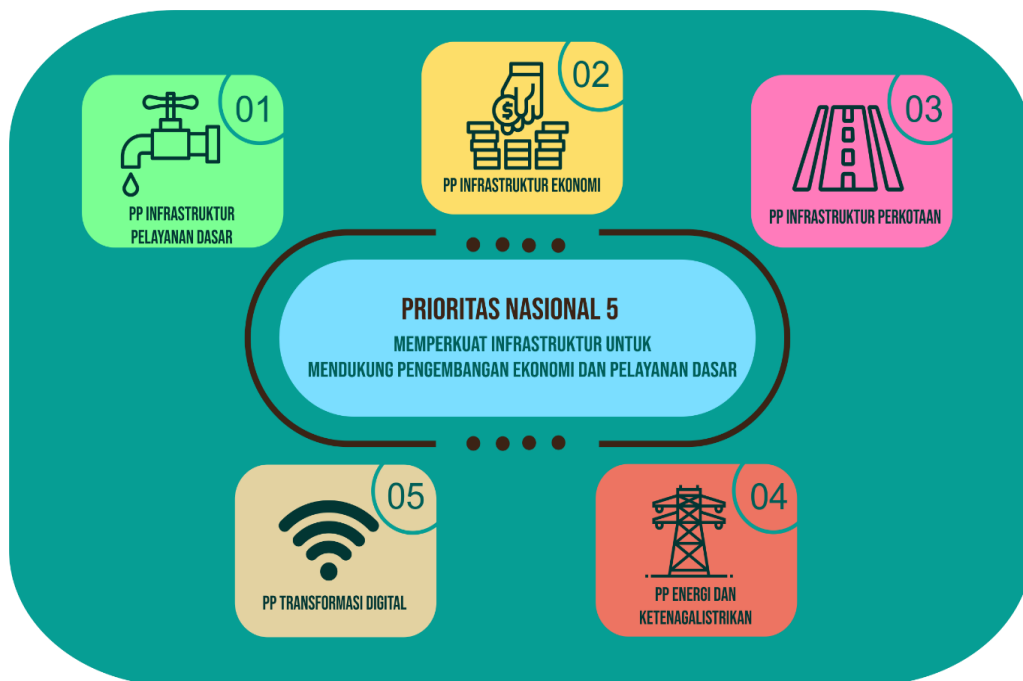 01
PP INFRASTRUKTUR
PELAYANAN DASAR
02
$
PP INFRASTRUKTUR EKONOMI
03
PP INFRASTRUKTUR PERKOTAAN
PRIORITAS NASIONAL 5
MEMPERKUAT INFRASTRUKTUR UNTUK
MENDUKUNG PENGEMBANGAN EKONOMI DAN PELAYANAN DASAR
05
PP TRANSFORMASI DIGITAL
04
PP ENERGI DAN
KETENAGALISTRIKAN